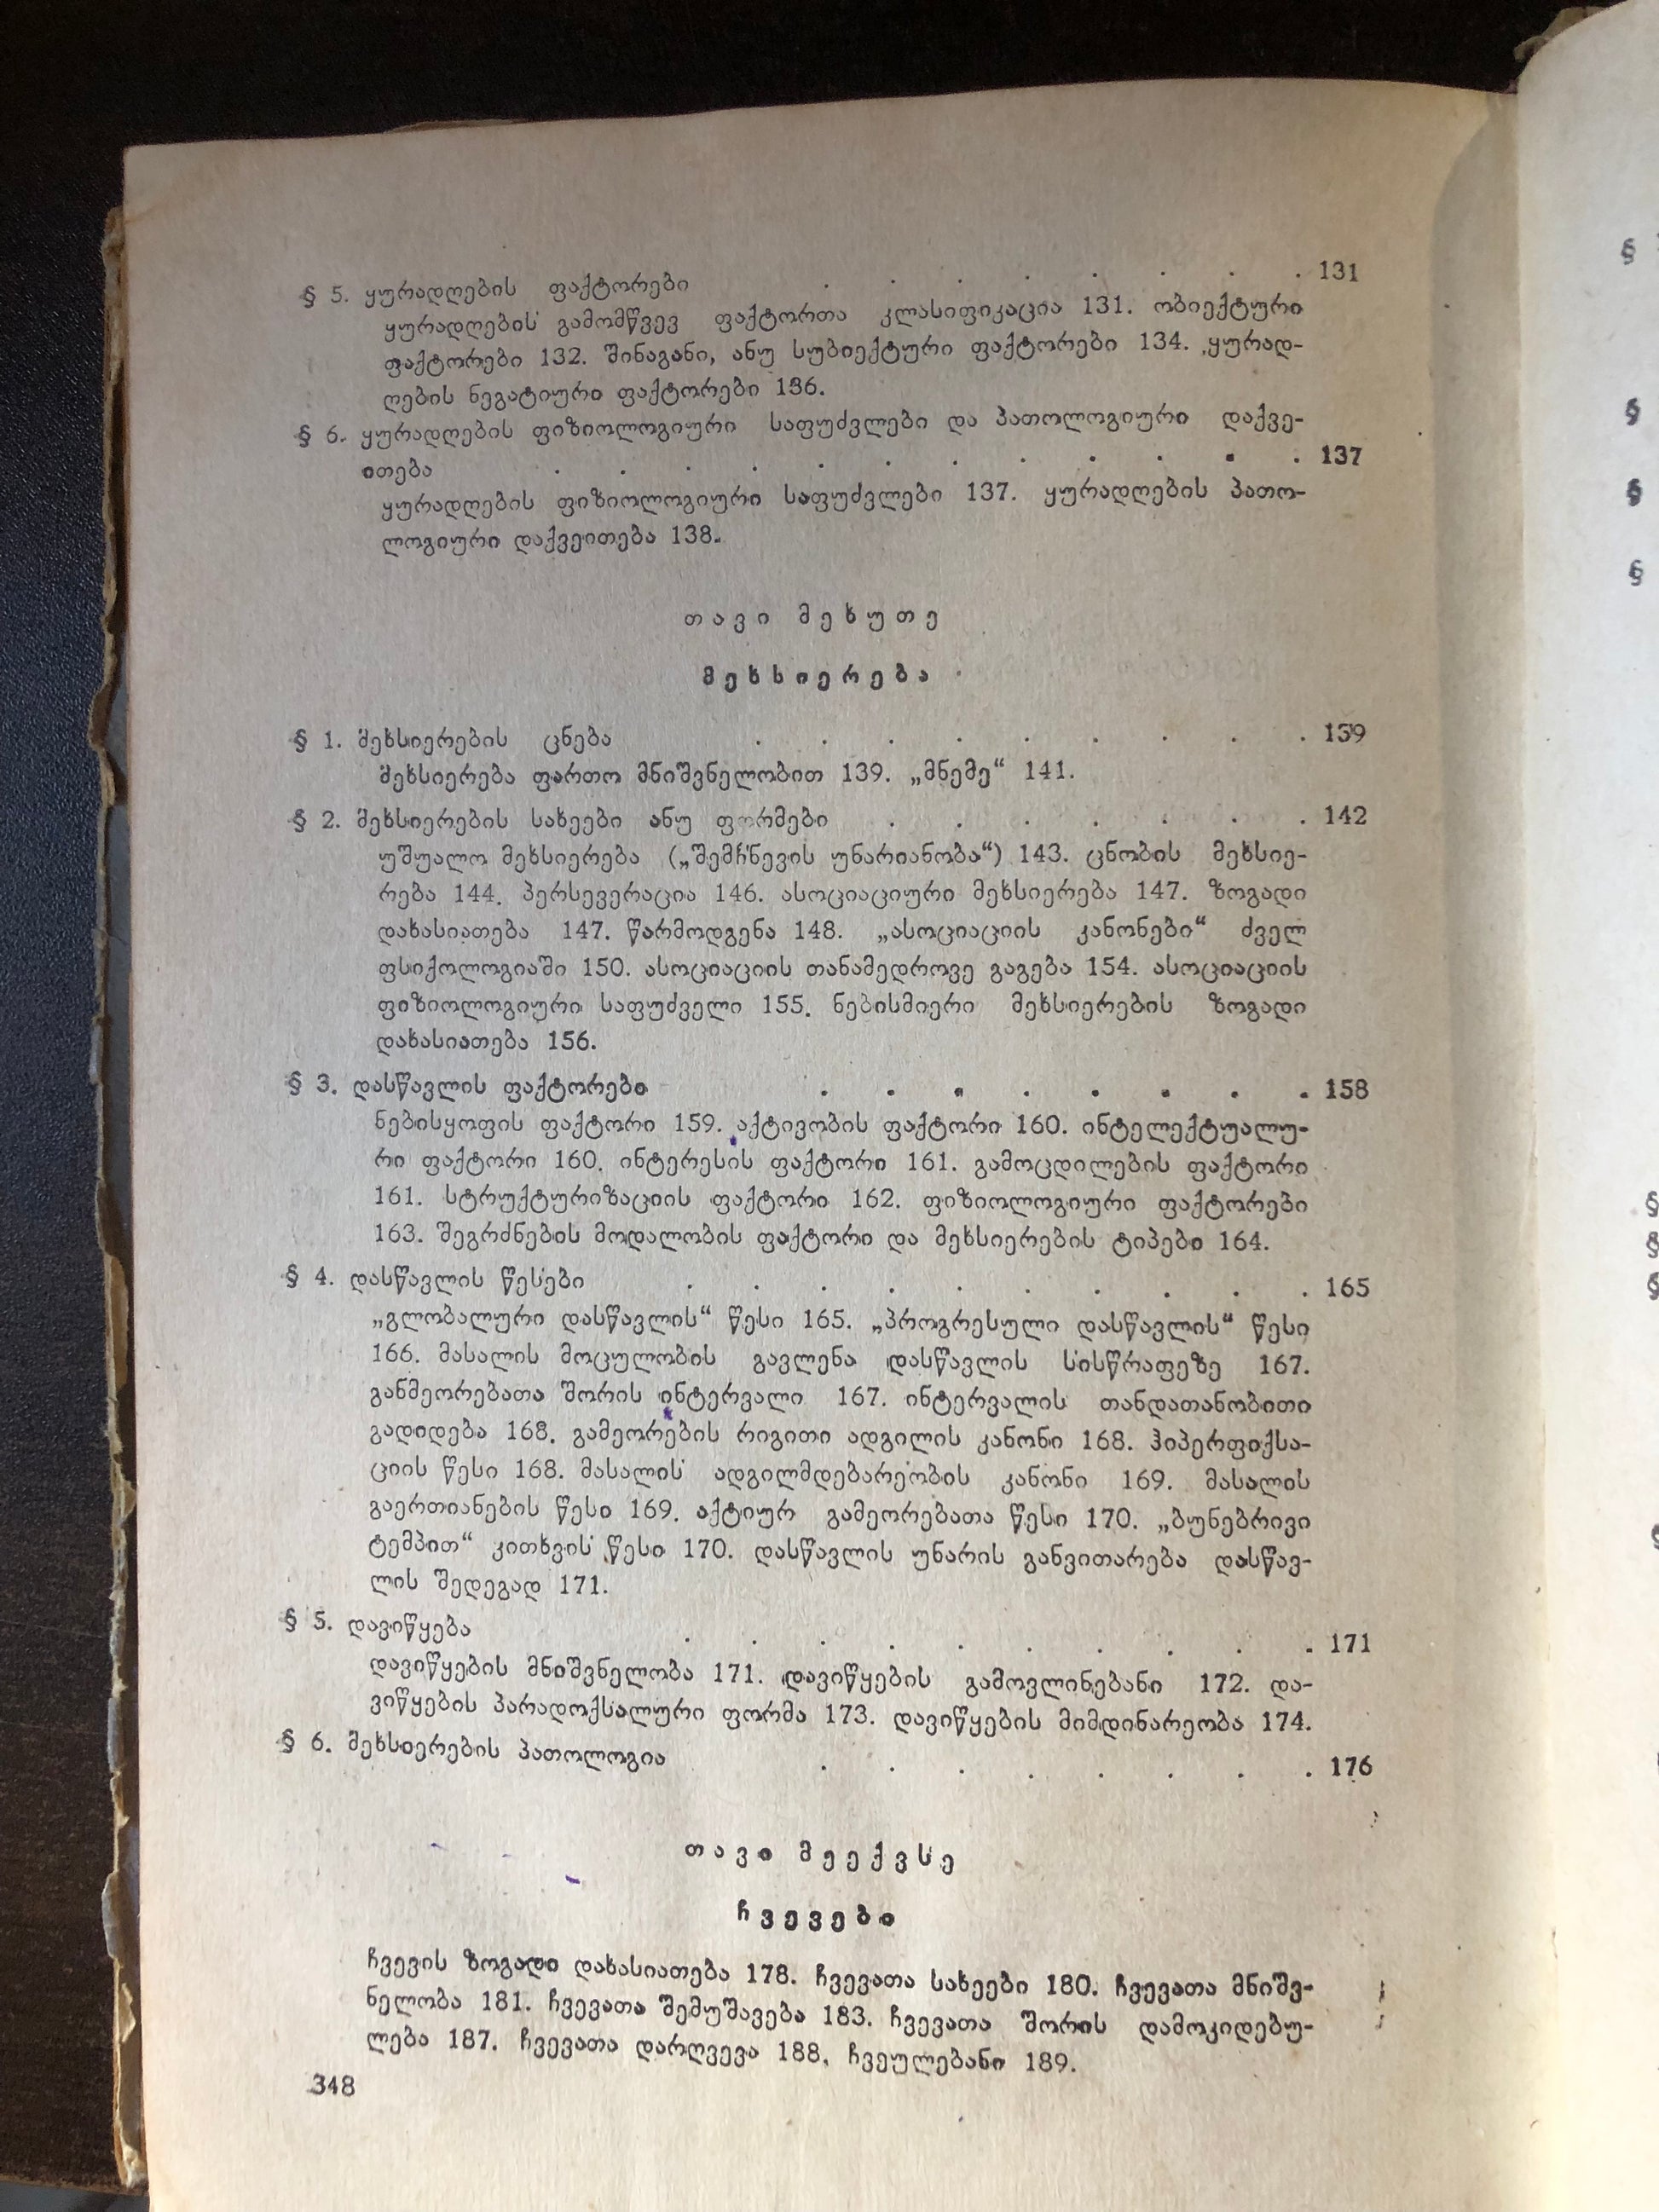 § 5. ყურადღების ფაქტორები . . . . . . . . 131
ყურადღების გამომწვევ ფაქტორთა კლასიფიკაცია 131. ობიექტური
ფაქტორები 132. შინაგანი, ანუ სუბიექტური ფაქტორები 134. ყურად-
ღების ნეგატიური ფაქტორები 136.
§ 6. ყურადღების ფიზიოლოგიური საფუძვლები და პათოლოგიური დაქვე-
ითება . . . . . . . . . . . . 137
ყურადღების ფიზიოლოგიური საფუძვლები 137. ყურადღების პათო-
ლოგიური დაქვეითება 138.
თავი მეხუთე
მეხსიერება
§ 1. მეხსიერების ცნება . . . . . . . . . 139
მეხსიერება ფართო მნიშვნელობით 139. „მნემე“ 141.
§ 2. მეხსიერების სახეები ანუ ფორმები . . . . . . . 142
უშუალო მეხსიერება („შემჩნევის უნარიანობა“) 143. ცნობის მეხსიე-
რება 144. პერსევერაცია 146. ასოციაციური მეხსიერება 147. ზოგადი
დახასიათება 147. წარმოდგენა 148. „ასოციაციის კანონები“ ძველ
ფსიქოლოგიაში 150. ასოციაციის თანამედროვე გაგება 154. ასოციაციის
ფიზიოლოგიური საფუძველი 155. ნებისმიერი მეხსიერების ზოგადი
დახასიათება 156.
§ 3. დასწავლის ფაქტორები . . . . . . . . 158
ნებისყოფის ფაქტორი 159. აქტივობის ფაქტორი 160. ინტელექტუალუ-
რი ფაქტორი 160. ინტერესის ფაქტორი 161. გამოცდილების ფაქტორი
161. სტრუქტურიზაციის ფაქტორი 162. ფიზიოლოგიური ფაქტორები
163. შეგრძნების მოდალობის ფაქტორი და მეხსიერების ტიპები 164.
§ 4. დასწავლის წესები . . . . . . . . . . 165
„გლობალური დასწავლის“ წესი 165. „პროგრესული დასწავლის“ წესი
166. მასალის მოცულობის გავლენა დასწავლის სისწრაფეზე 167.
განმეორებათა შორის ინტერვალი 167. ინტერვალის თანდათანობითი
გადიდება 168. გამეორების რიგითი ადგილის კანონი 168. ჰიპერფიქსა-
ციის წესი 168. მასალის ადგილმდებარეობის კანონი 169. მასალის
გაერთიანების წესი 169. აქტიურ გამეორებათა წესი 170. „ბუნებრივი
ტემპით“ კითხვის წესი 170. დასწავლის უნარის განვითარება დასწავ-
ლის შედეგად 171.
§ 5. დავიწყება . . . . . . . . . . 171
დავიწყების მნიშვნელობა 171. დავიწყების გამოვლინებანი 172. და-
ვიწყების პარადოქსალური ფორმა 173. დავიწყების მიმდინარეობა 174.
§ 6. მეხსიერების პათოლოგია . . . . . . . . 176
თავი მეექვსე
ჩვევები
ჩვევის ზოგადი დახასიათება 178. ჩვევათა სახეები 180. ჩვევათა მნიშვ-
ნელობა 181. ჩვევათა შემუშავება 183. ჩვევათა შორის დამოკიდებუ-
ლება 187. ჩვევათა დარღვევა 188. ჩვეულებანი 189.
348
§
§
§
§
§
§
§